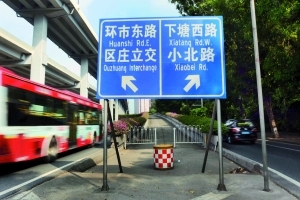 环市东路
Huanshi Rd.E.
区庄立交
Ouzhuang Interchange
下塘西路
Xiatang Rd.W.
小北路
Xiaobei Rd.